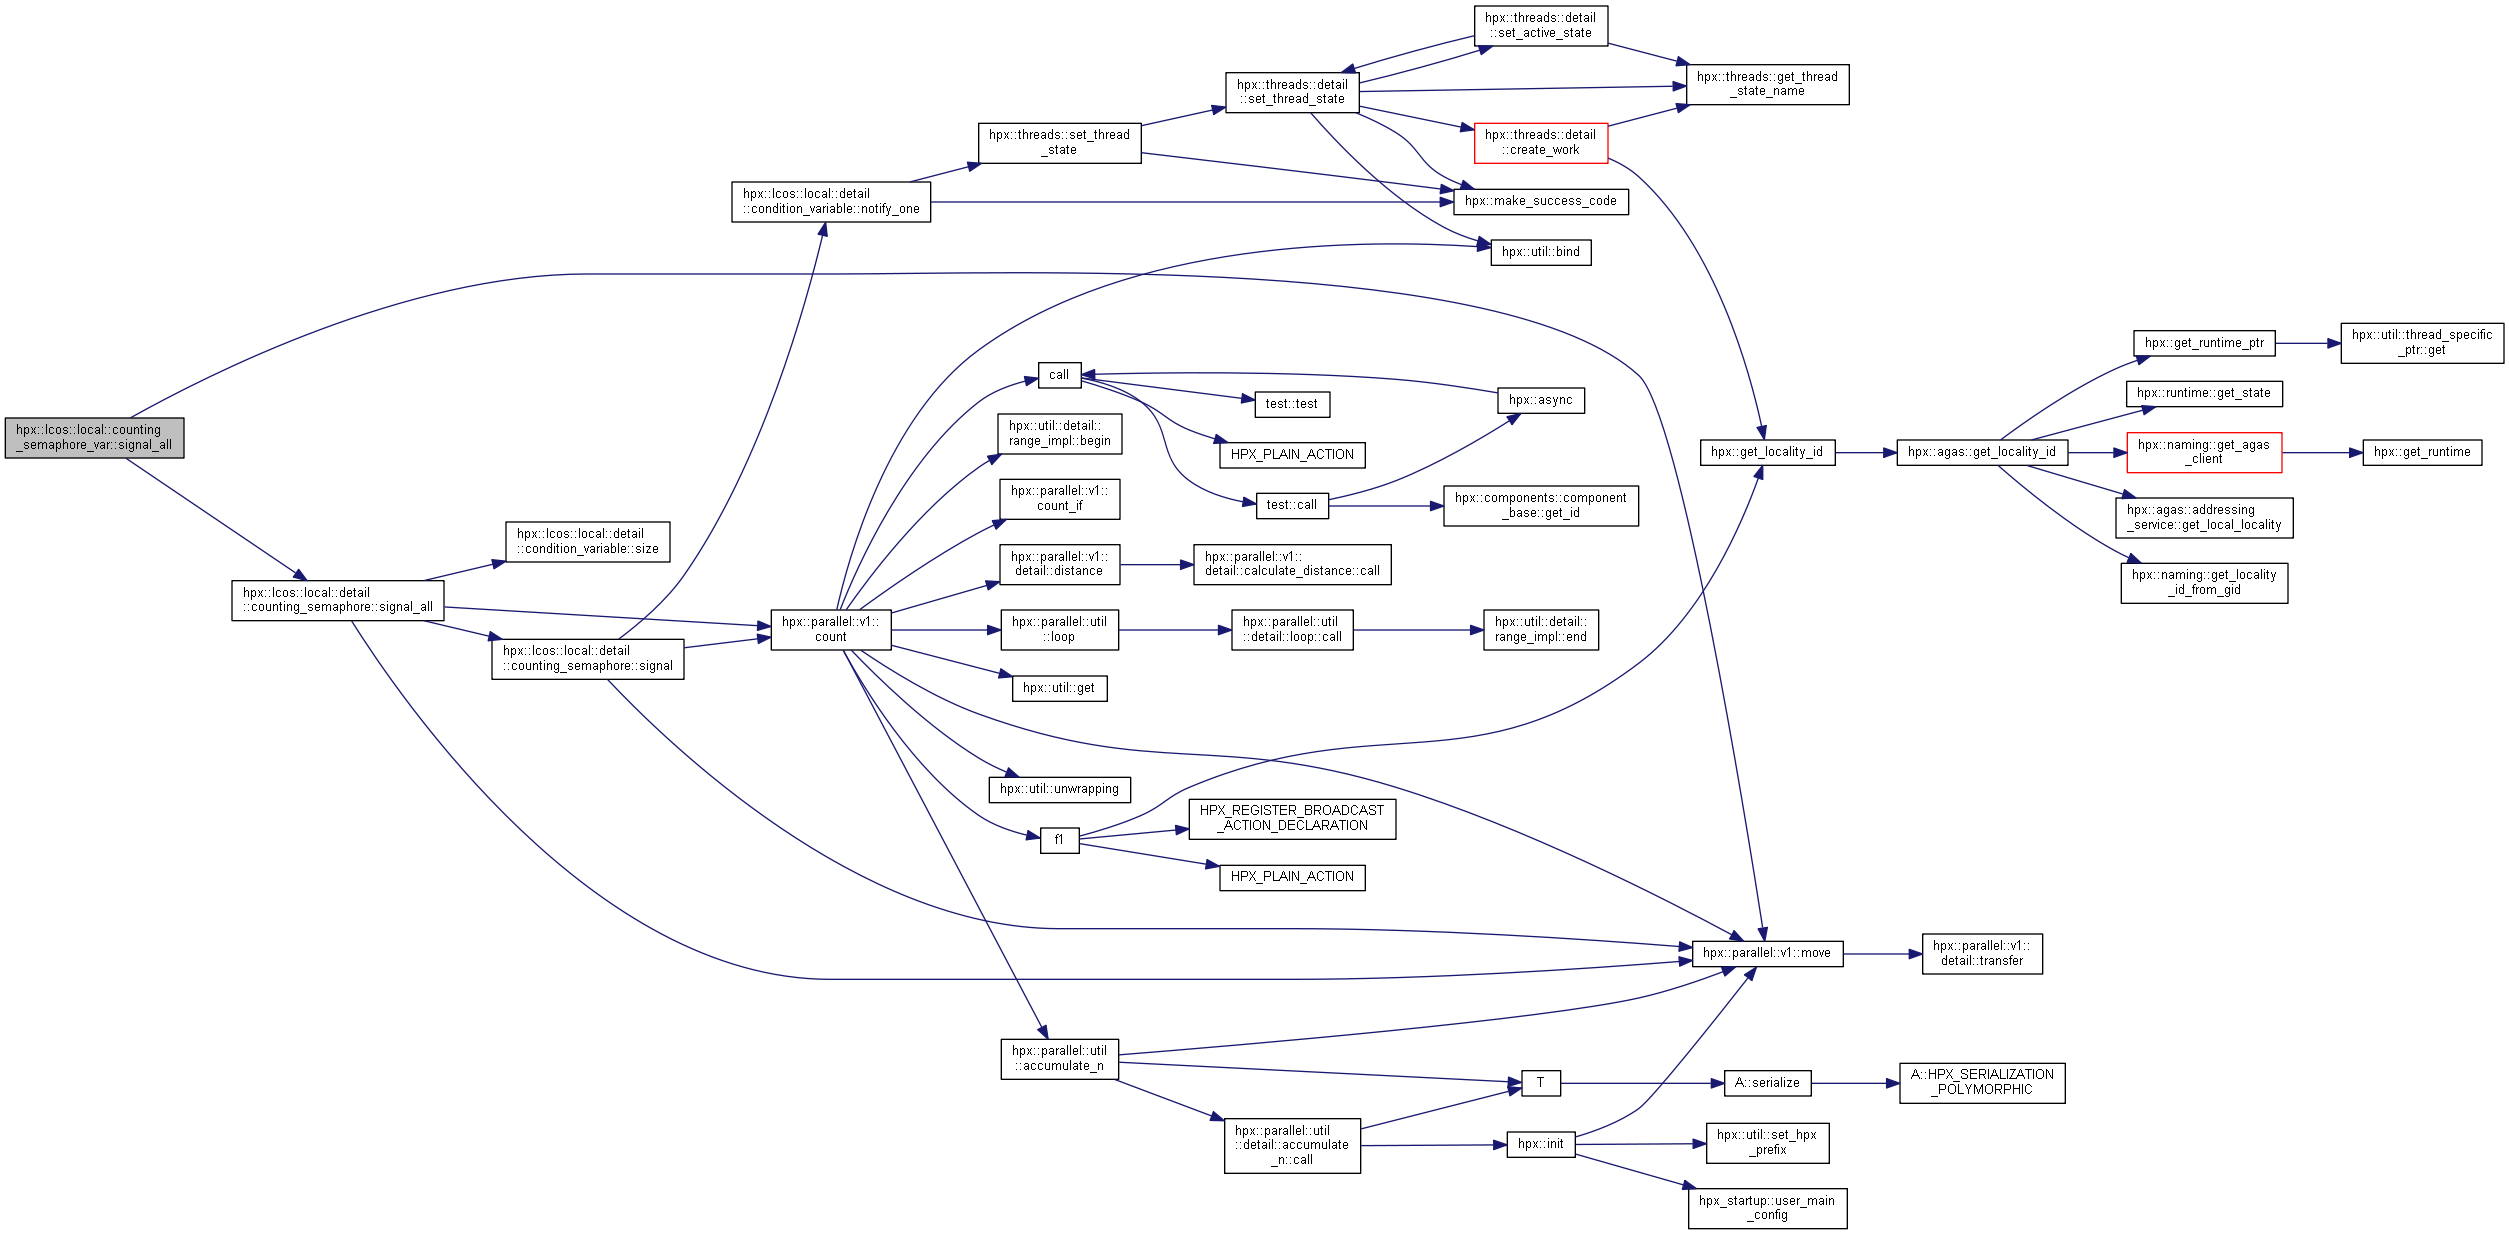 hpx::lcos::local::counting
_semaphore_var::signal_all
hpx::lcos::local::detail
::counting_semaphore::signal_all
hpx::lcos::local::detail
::condition_variable::size
hpx::lcos::local::detail
::counting_semaphore::signal
hpx::lcos::local::detail
::condition_variable::notify_one
hpx::parallel::v1::
count
hpx::threads::set_thread
_state
call
hpx::util::detail::
range_impl::begin
hpx::parallel::v1::
count_if
hpx::parallel::v1::
detail::distance
hpx::parallel::util
::loop
hpx::util::get
hpx::util::unwrapping
f1
hpx::parallel::util
::accumulate_n
hpx::threads::detail
::set_thread_state
test::test
HPX_PLAIN_ACTION
test::call
hpx::parallel::v1::
detail::calculate_distance::call
hpx::parallel::util
::detail::loop::call
HPX_REGISTER_BROADCAST
_ACTION_DECLARATION
HPX_PLAIN_ACTION
hpx::parallel::util
::detail::accumulate
_n::call
hpx::threads::detail
::set_active_state
hpx::threads::detail
::create_work
hpx::make_success_code
hpx::util::bind
hpx::async
hpx::components::component
_base::get_id
hpx::util::detail::
range_impl::end
T
hpx::init
hpx::threads::get_thread
_state_name
hpx::get_locality_id
hpx::parallel::v1::move
A::serialize
hpx::util::set_hpx
_prefix
hpx_startup::user_main
_config
hpx::agas::get_locality_id
hpx::parallel::v1::
detail::transfer
A::HPX_SERIALIZATION
_POLYMORPHIC
hpx::get_runtime_ptr
hpx::runtime::get_state
hpx::naming::get_agas
_client
hpx::agas::addressing
_service::get_local_locality
hpx::naming::get_locality
_id_from_gid
hpx::util::thread_specific
_ptr::get
hpx::get_runtime